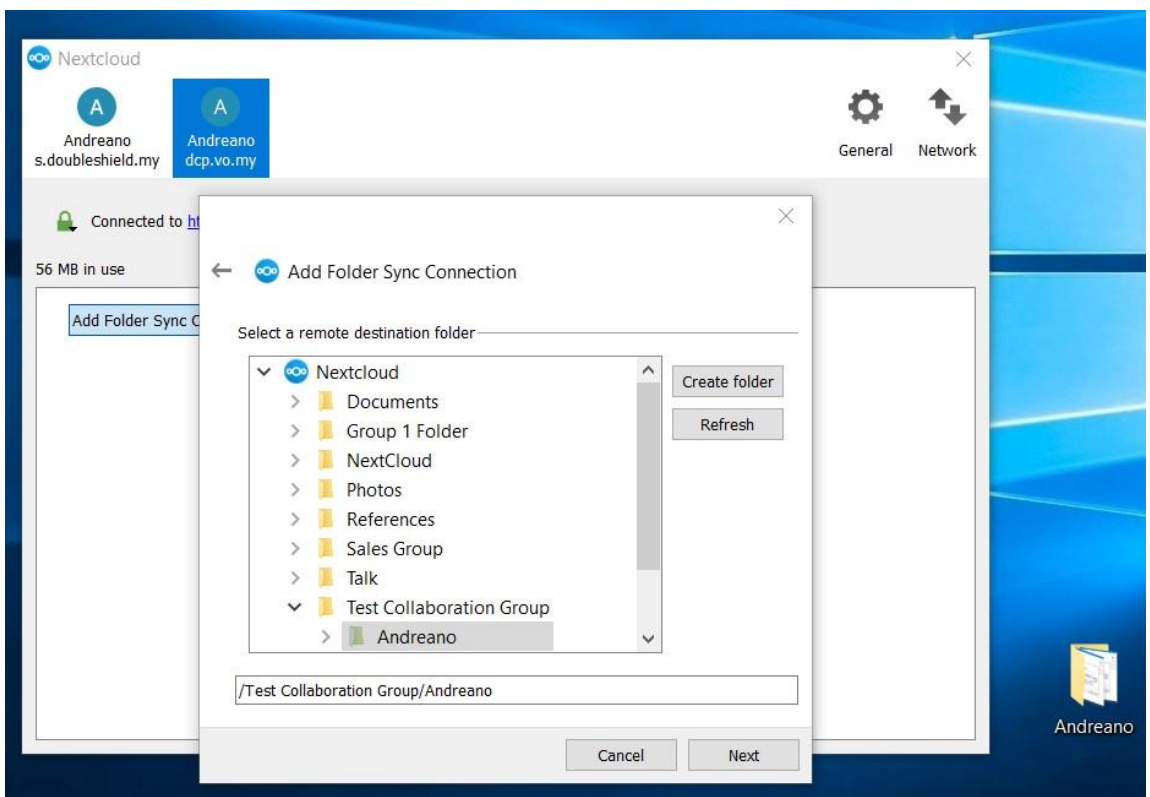 Nextcloud
A
Andreano
s.doubleshield.my
A
Andreano
dcp.vo.my
General
Network
Connected to ht
56 MB in use
Add Folder Sync C
Add Folder Sync Connection
Select a remote destination folder
Nextcloud
Documents
Group 1 Folder
NextCloud
Photos
References
Sales Group
Talk
Test Collaboration Group
Andreano
Create folder
Refresh
/Test Collaboration Group/Andreano
Cancel
Next
Andreano